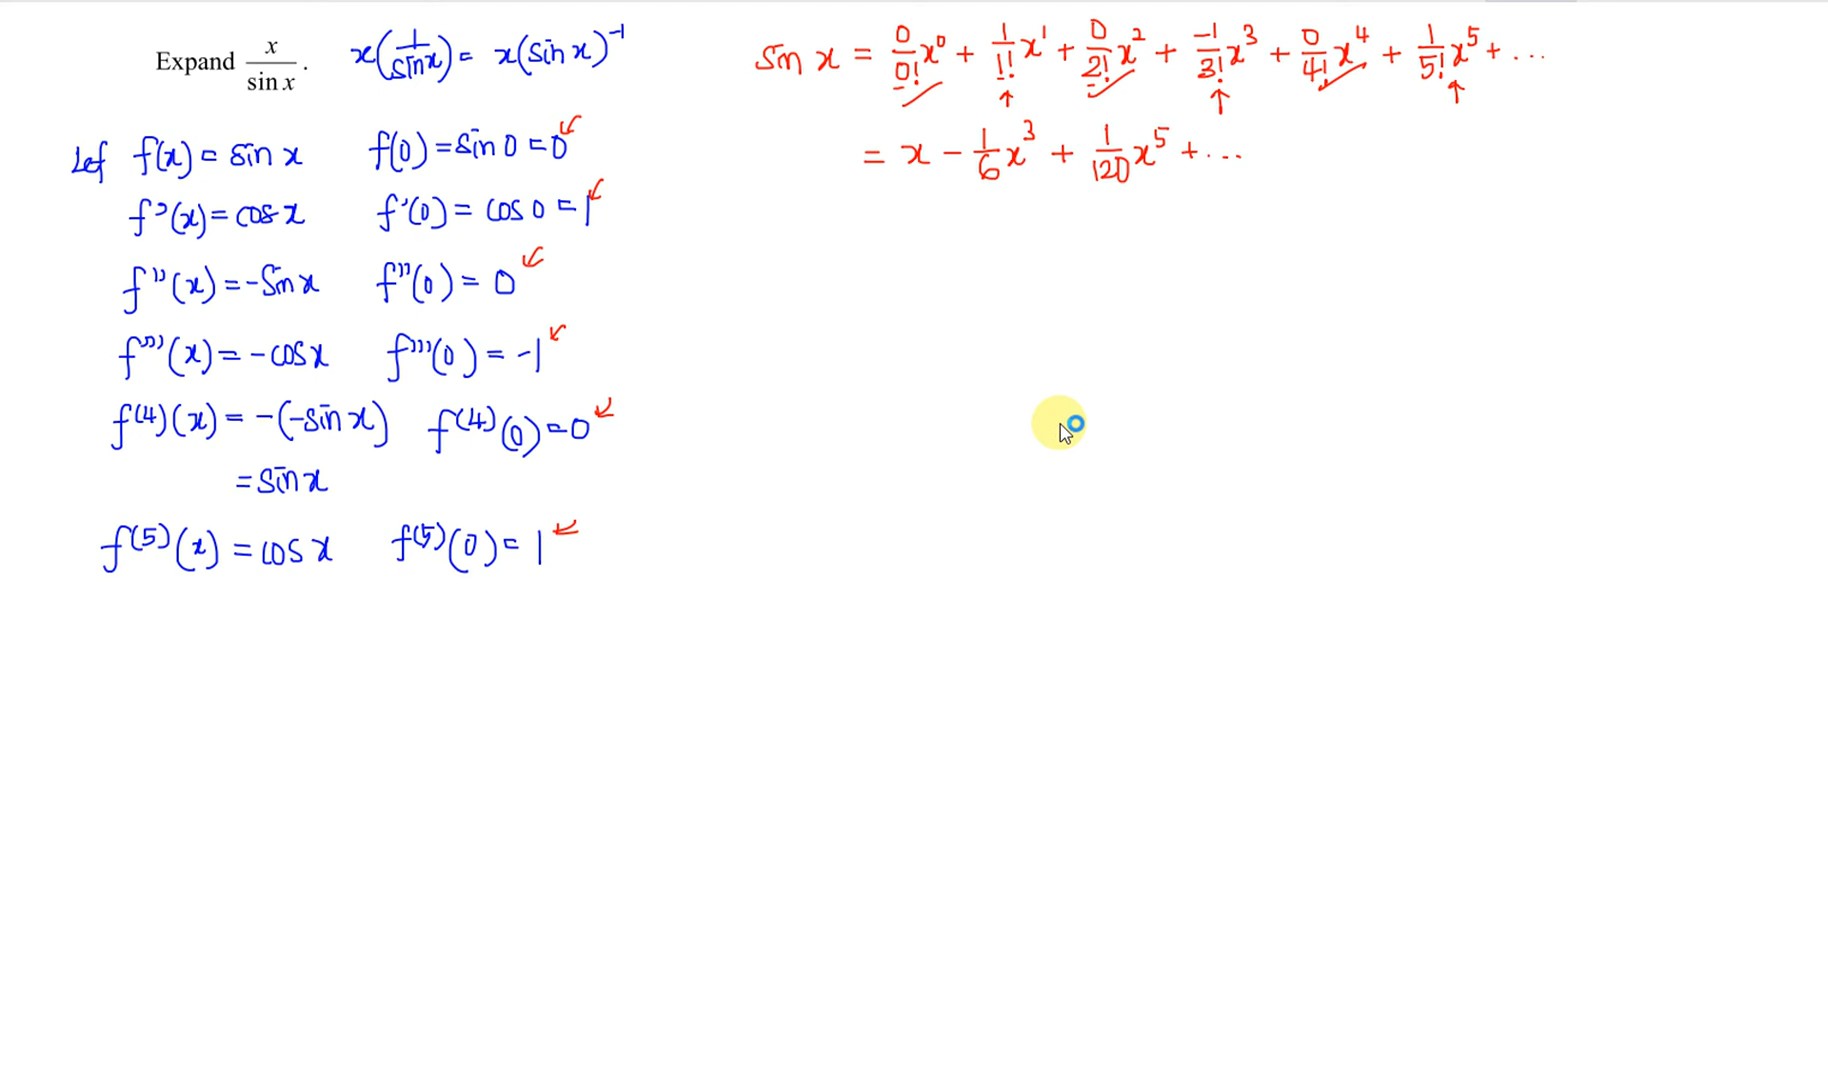 Expand x/sin x. x(1/sin x) = x(sin x)^-1
Let f(x) = sin x f(0) = sin 0 = 0
f'(x) = cos x f'(0) = cos 0 = 1
f''(x) = -sin x f''(0) = 0
f'''(x) = -cos x f'''(0) = -1
f^(4)(x) = -(-sin x) f^(4)(0) = 0
= sin x
f^(5)(x) = cos x f^(5)(0) = 1
sin x = 0/0! x^0 + 1/1! x^1 + 0/2! x^2 + -1/3! x^3 + 0/4! x^4 + 1/5! x^5 + ...
= x - 1/6 x^3 + 1/120 x^5 + ...